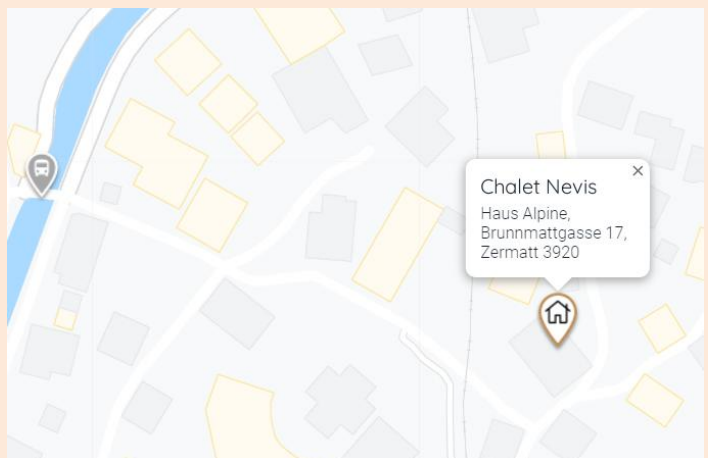 Chalet Nevis
Haus Alpine,
Brunnmattgasse 17,
Zermatt 3920